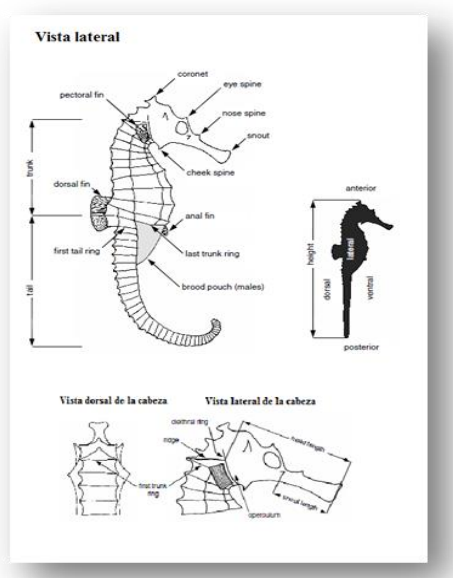 Vista lateral
coronet
eye spine
pectoral fin
nose spine
snout
cheek spine
trunk
dorsal fin
anal fin
first tail ring
last trunk ring
brood pouch (males)
tail
anterior
height
lateral
dorsal
ventral
posterior
Vista dorsal de la cabeza
Vista lateral de la cabeza
cleithral ring
ridge
head length
first trunk
ring
snout length
operculum